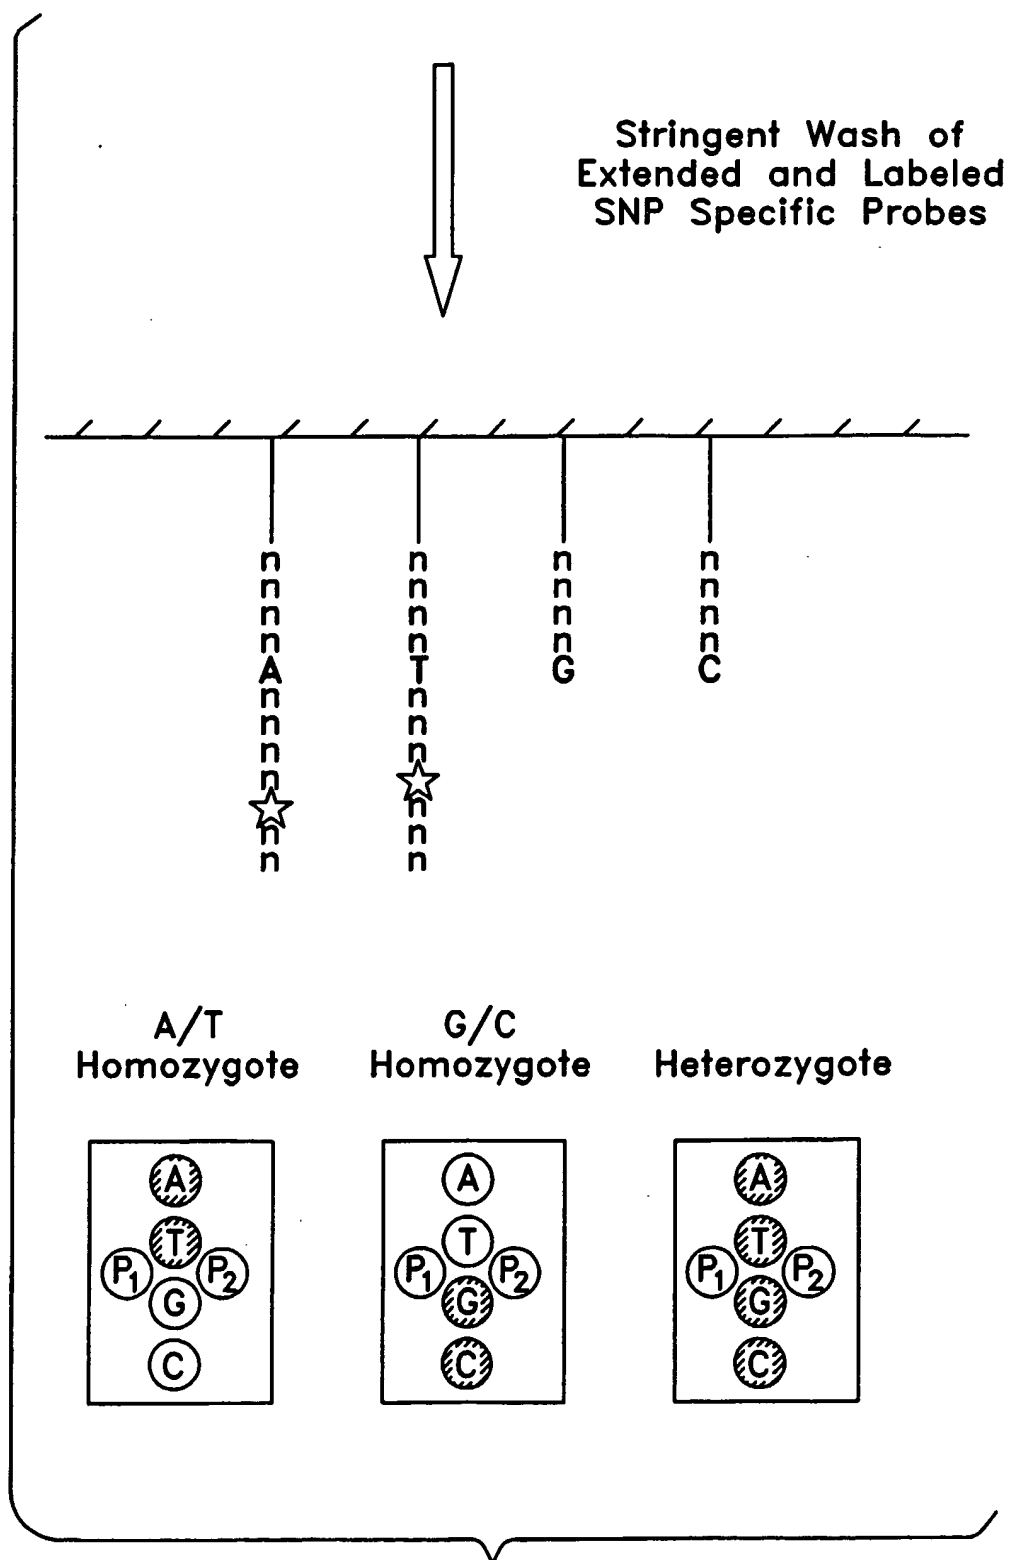 Stringent Wash of
Extended and Labeled
SNP Specific Probes
n n n n
n n n n
n n n n
n n n n
A T G C
n n
n n
n n
n
n
n n
n n
A/T
Homozygote
G/C
Homozygote
Heterozygote
A
T
P1 P2
G
C
A
T
P1 P2
G
C
A
T
P1 P2
G
C